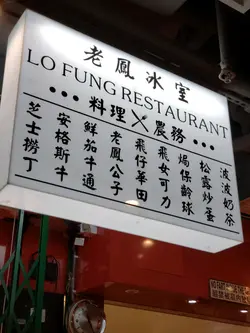 老鳳冰室
LO FUNG RESTAURANT
••• 料理✕農務 •••
波波奶茶
松露炒蛋
焗保齡球
飛女可力
飛仔華田
老鳳公子
鮮茄牛通
安格斯牛
芝士撈丁